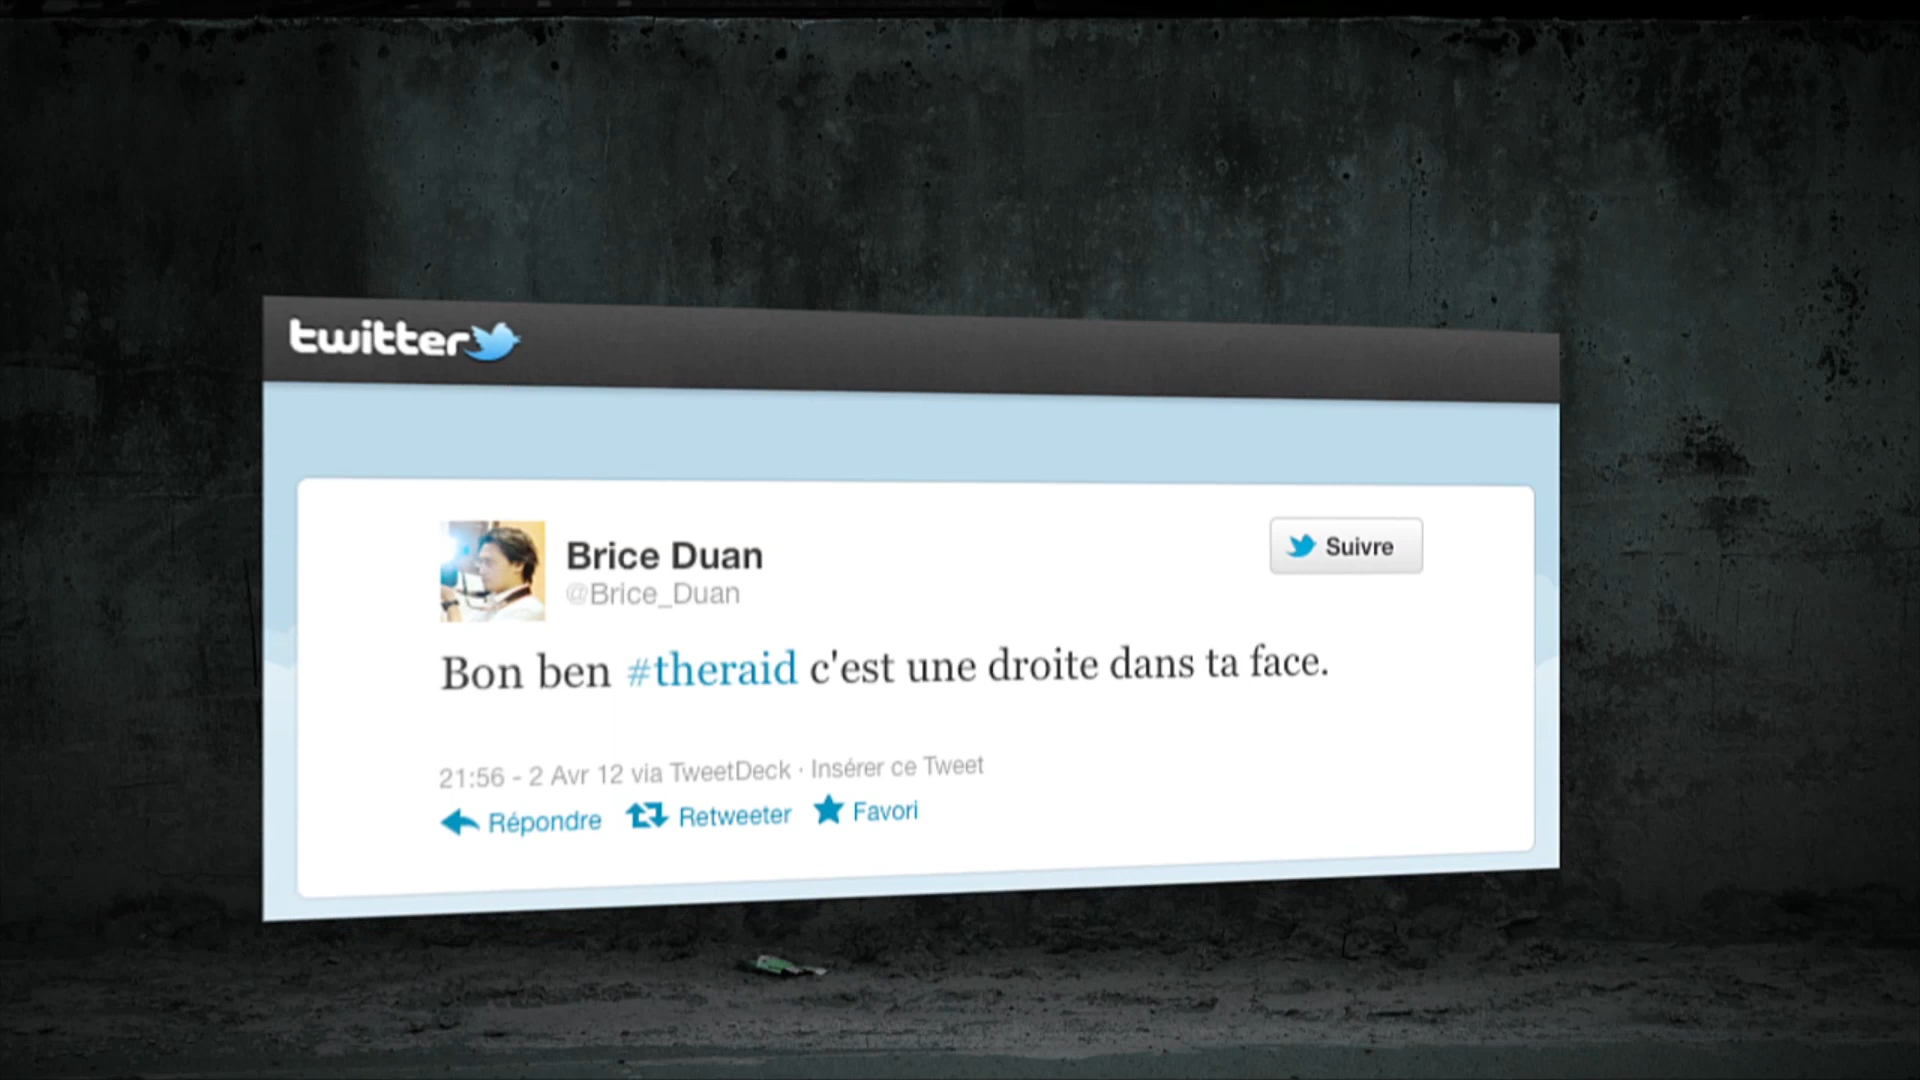 twitter
Brice Duan
@Brice_Duan
Suivre
Bon ben #theraid c'est une droite dans ta face.
21:56 - 2 Avr 12 via TweetDeck · Insérer ce Tweet
Répondre Retweeter Favori